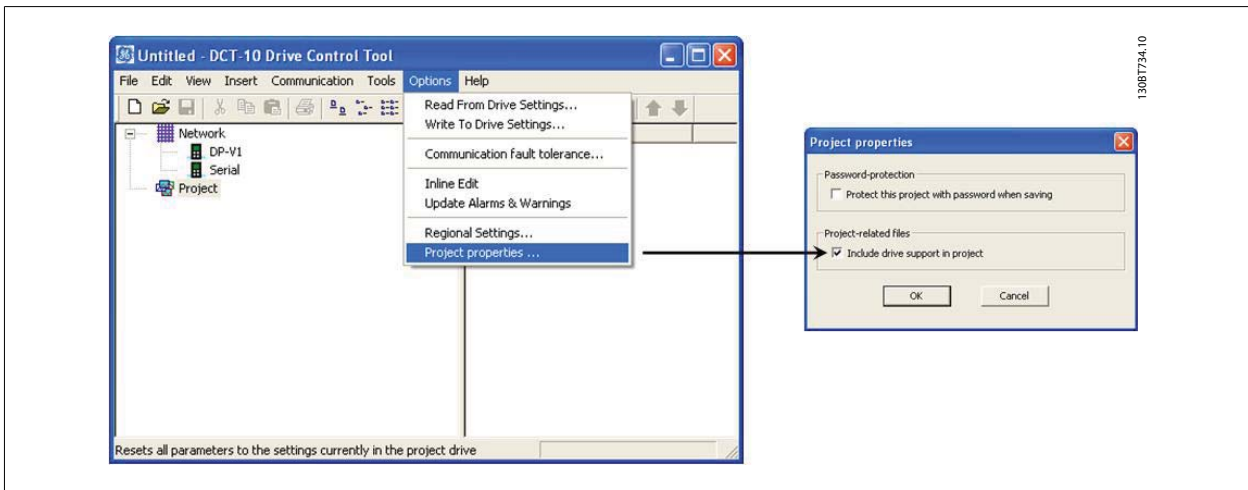 Untitled - DCT-10 Drive Control Tool
File Edit View Insert Communication Tools Options Help
Read From Drive Settings...
Write To Drive Settings...
Communication fault tolerance...
Inline Edit
Update Alarms & Warnings
Regional Settings...
Project properties ...
Network
DP-V1
Serial
Project
Resets all parameters to the settings currently in the project drive
Project properties
Password-protection
Protect this project with password when saving
Project-related files
Include drive support in project
OK Cancel
130BT734.10